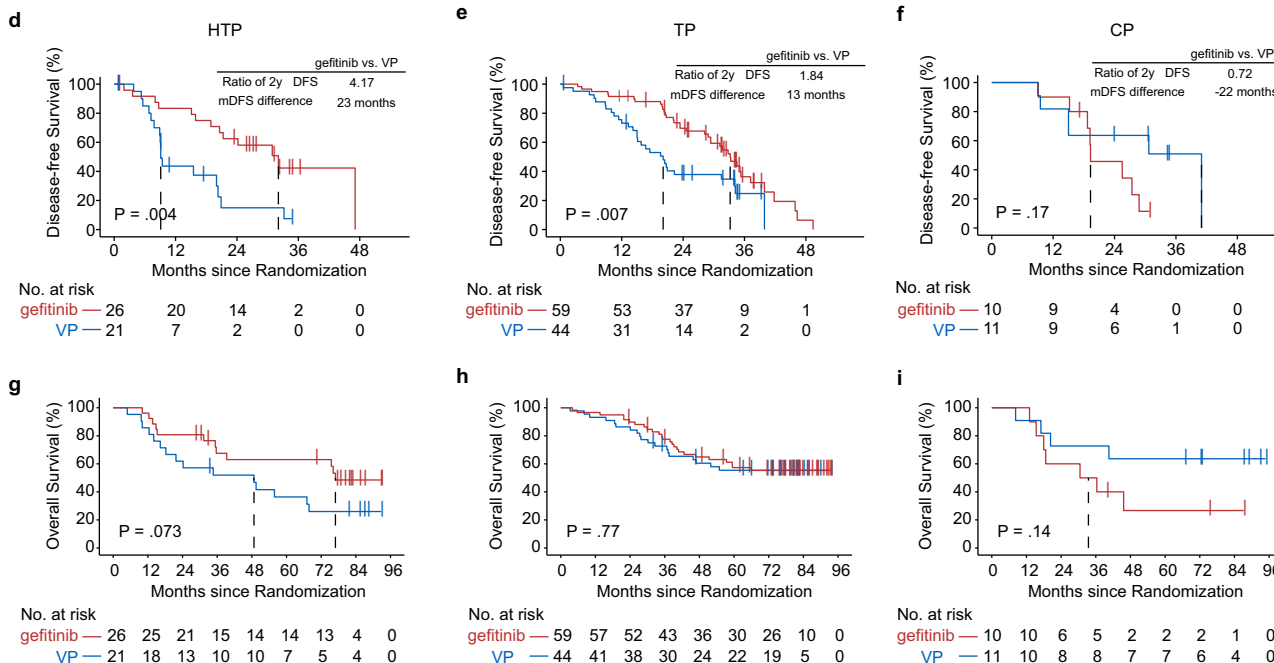 d
HTP
gefitinib vs. VP
Ratio of 2y DFS 4.17
mDFS difference 23 months
Disease-free Survival (%)
100
80
60
40
20
0
P = .004
0 12 24 36 48
Months since Randomization
No. at risk
gefitinib 26 20 14 2 0
VP 21 7 2 0 0
e
TP
gefitinib vs. VP
Ratio of 2y DFS 1.84
mDFS difference 13 months
Disease-free Survival (%)
100
80
60
40
20
0
P = .007
0 12 24 36 48
Months since Randomization
No. at risk
gefitinib 59 53 37 9 1
VP 44 31 14 2 0
f
CP
gefitinib vs. VP
Ratio of 2y DFS 0.72
mDFS difference -22 months
Disease-free Survival (%)
100
80
60
40
20
0
P = .17
0 12 24 36 48
Months since Randomization
No. at risk
gefitinib 10 9 4 0 0
VP 11 9 6 1 0
g
Overall Survival (%)
100
80
60
40
20
0
P = .073
0 12 24 36 48 60 72 84 96
Months since Randomization
No. at risk
gefitinib 26 25 21 15 14 14 13 4 0
VP 21 18 13 10 10 7 5 4 0
h
Overall Survival (%)
100
80
60
40
20
0
P = .77
0 12 24 36 48 60 72 84 96
Months since Randomization
No. at risk
gefitinib 59 57 52 43 36 30 26 10 0
VP 44 41 38 30 24 22 19 5 0
i
Overall Survival (%)
100
80
60
40
20
0
P = .14
0 12 24 36 48 60 72 84 96
Months since Randomization
No. at risk
gefitinib 10 10 6 5 2 2 2 1 0
VP 11 10 8 8 7 7 6 4 0